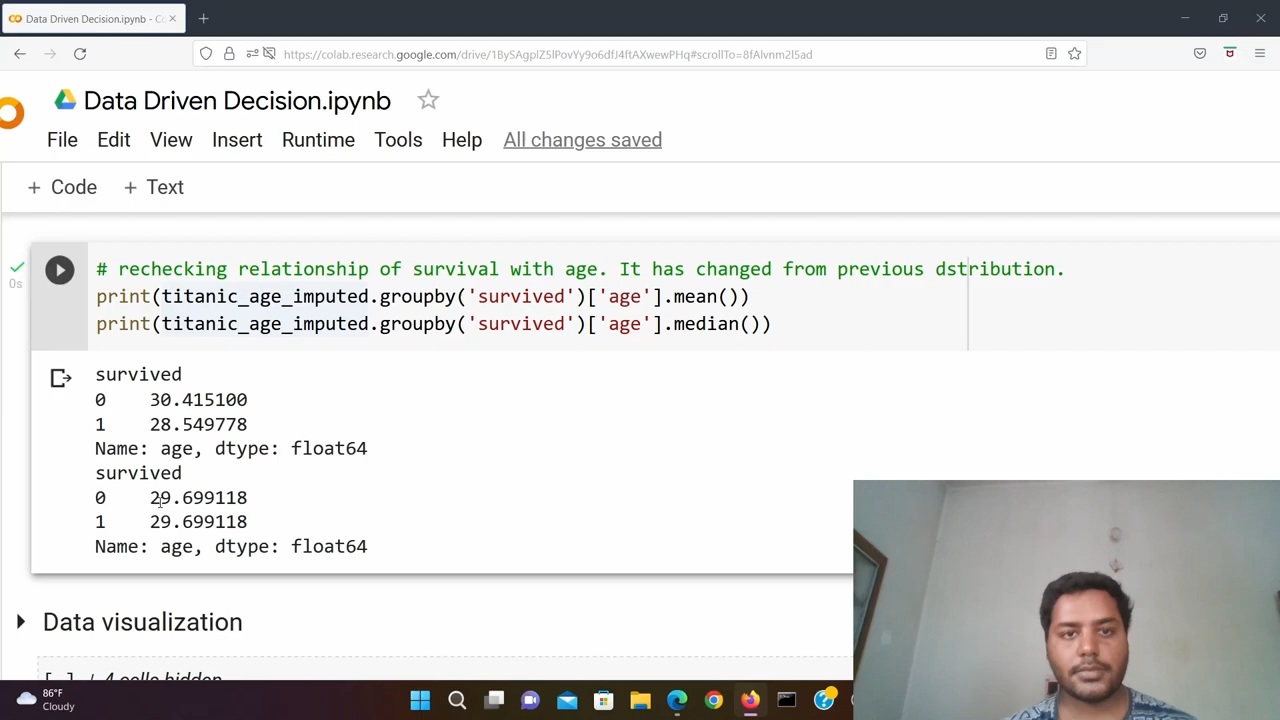 Data Driven Decision.ipynb - Co
https://colab.research.google.com/drive/1BySAgplZ5lPovYy9o6dfJ4ftAXwewPHq#scrollTo=8fAlvnm2l5ad
Data Driven Decision.ipynb
File Edit View Insert Runtime Tools Help All changes saved
+ Code + Text
# rechecking relationship of survival with age. It has changed from previous dstribution.
0s
print(titanic_age_imputed.groupby('survived')['age'].mean())
print(titanic_age_imputed.groupby('survived')['age'].median())
survived
0 30.415100
1 28.549778
Name: age, dtype: float64
survived
0 29.699118
1 29.699118
Name: age, dtype: float64
Data visualization
[ ] ↳ 4 cells hidden
86°F
Cloudy